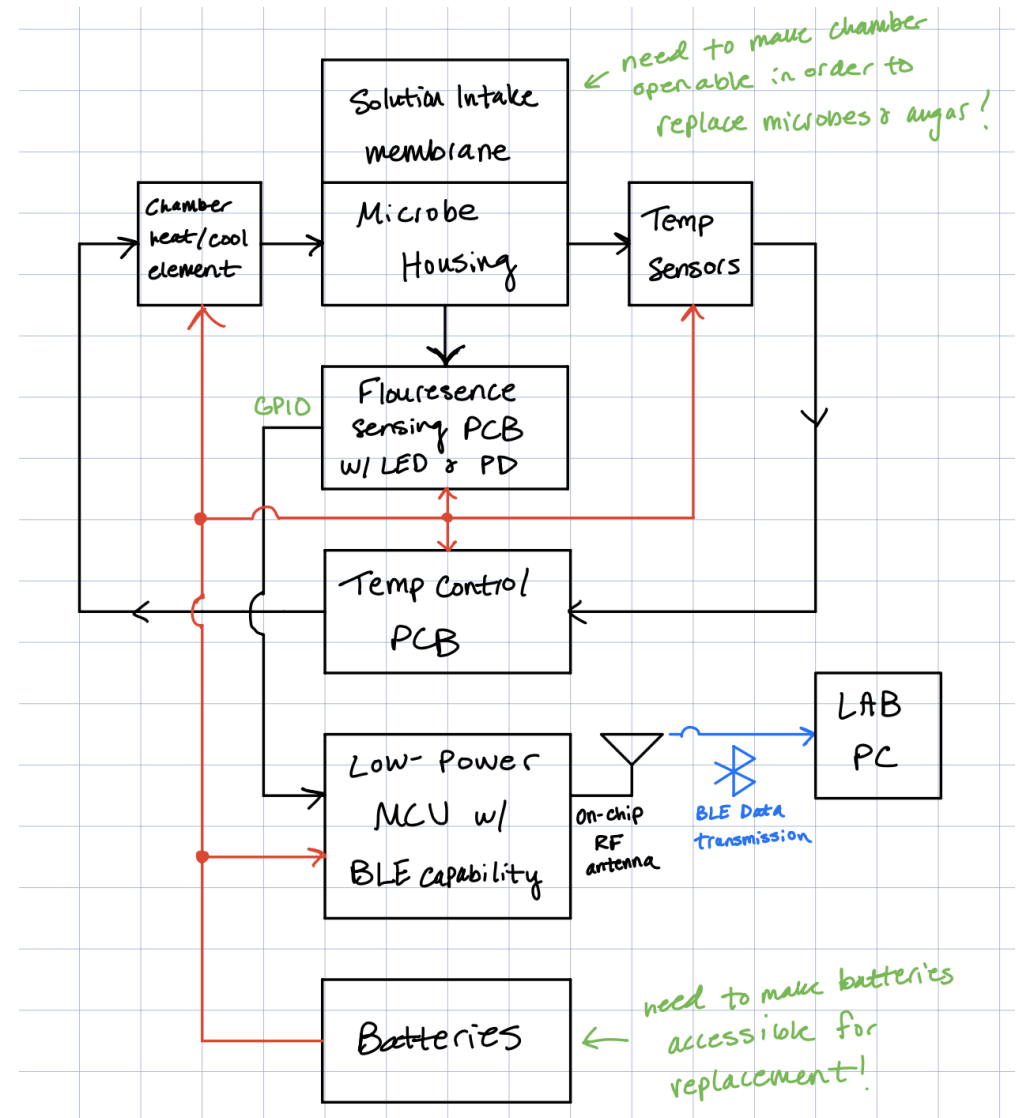 need to make chamber
openable in order to
replace microbes & augar!
Solution Intake
membrane
Chamber
heat/cool
element
Microbe
Housing
Temp
Sensors
GPIO
Flouresence
sensing PCB
w/ LED & PD
Temp Control
PCB
LAB
PC
Low-Power
MCU w/
BLE capability
on-chip
RF
antenna
BLE Data
transmission
Batteries
need to make batteries
accessible for
replacement!